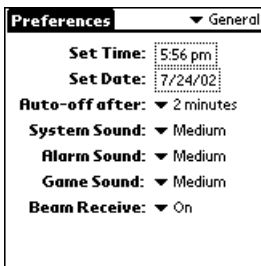 Preferences General
Set Time: 5:56 pm
Set Date: 7/24/02
Auto-off after: 2 minutes
System Sound: Medium
Alarm Sound: Medium
Game Sound: Medium
Beam Receive: On